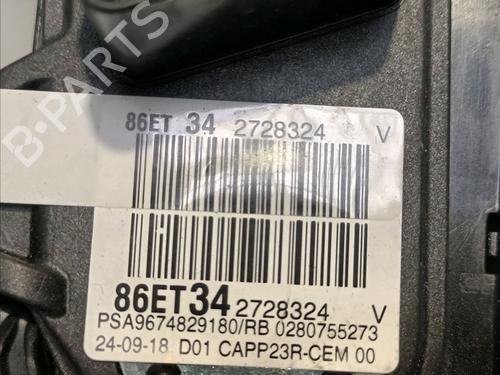 B-PARTS
86ET 34 2728324 V
86ET34 2728324 V
PSA9674829180/RB 0280755273
24-09-18 D01 CAPP23R-CEM 00